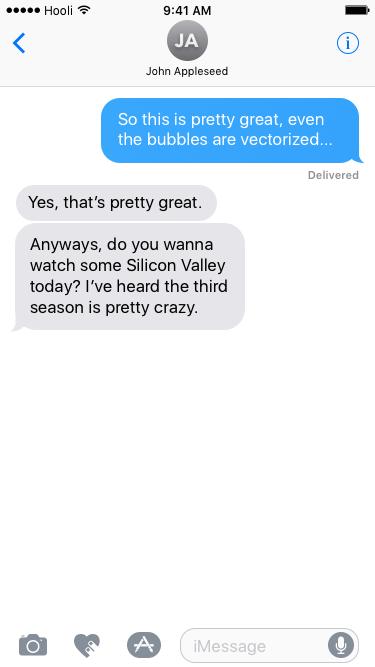 Hooli 9:41 AM
JA
John Appleseed
So this is pretty great, even
the bubbles are vectorized...
Delivered
Yes, that’s pretty great.
Anyways, do you wanna
watch some Silicon Valley
today? I’ve heard the third
season is pretty crazy.
iMessage